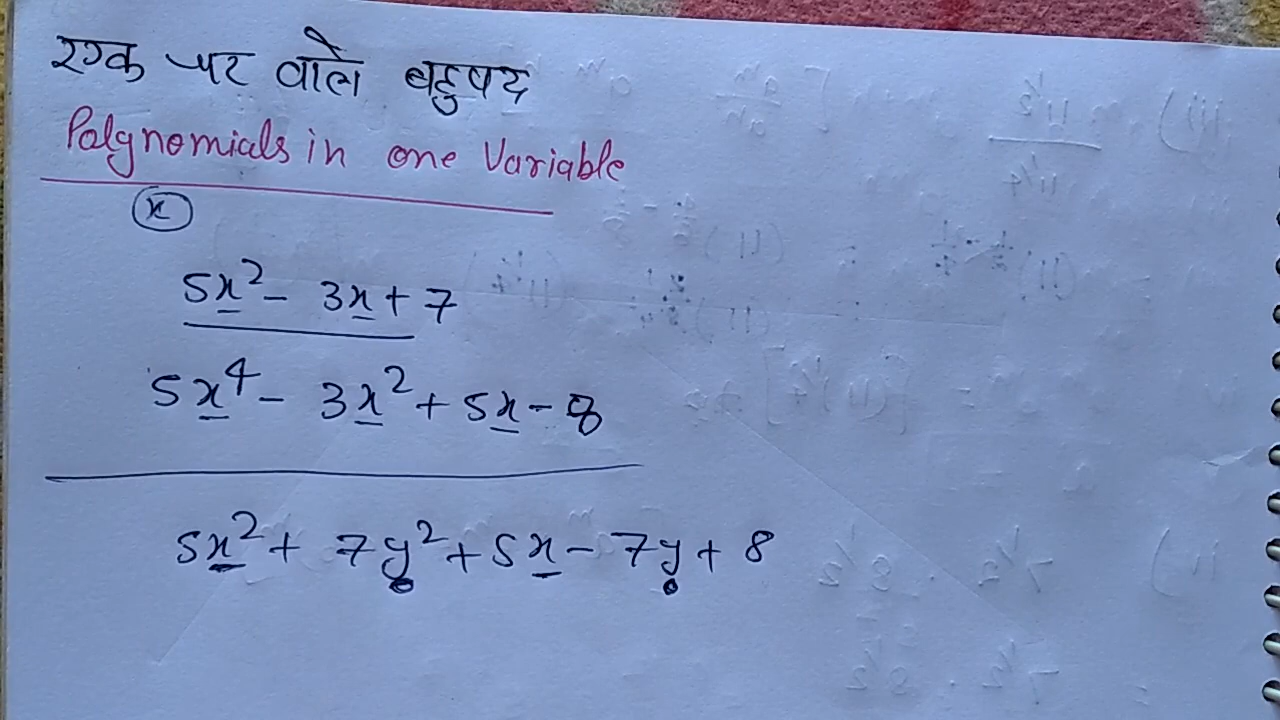 एक चर वाले बहुपद
Polynomials in one Variable
x
5x² - 3x + 7
5x⁴ - 3x² + 5x - 8
5x² + 7y² + 5x - 7y + 8